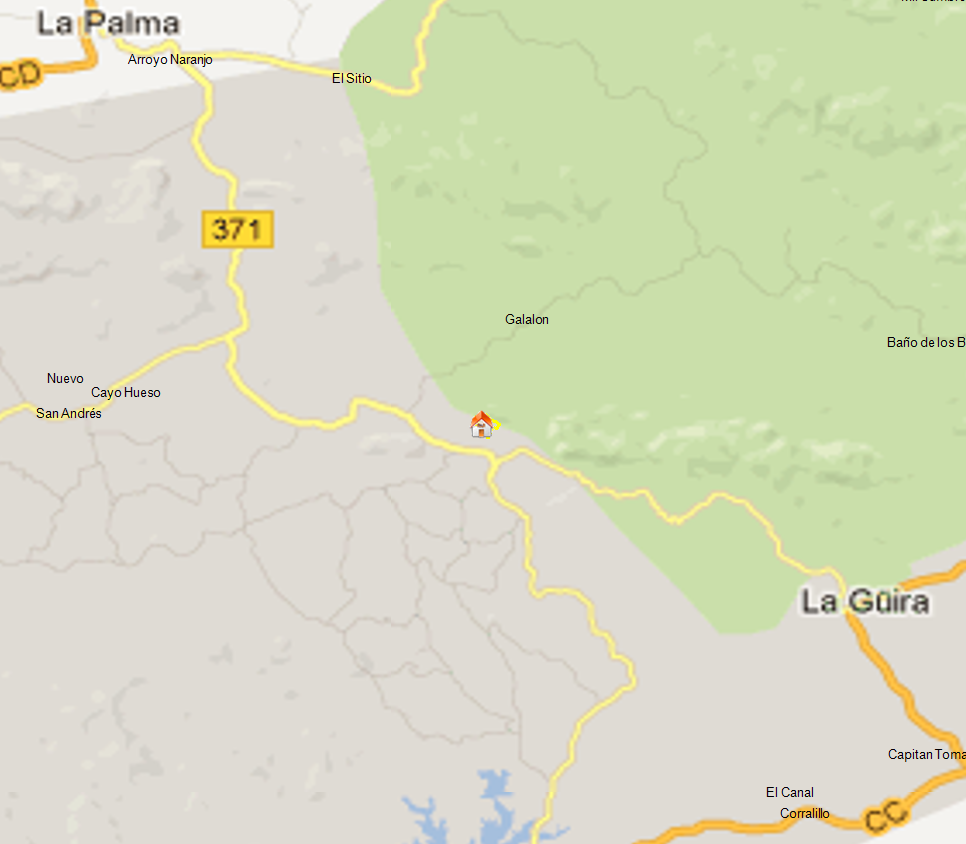 La Palma
Arroyo Naranjo
CD
El Sitio
371
Galalon
Baño de los B
Nuevo
Cayo Hueso
San Andrés
La Güira
Capitan Toma
El Canal
Corralillo
CC